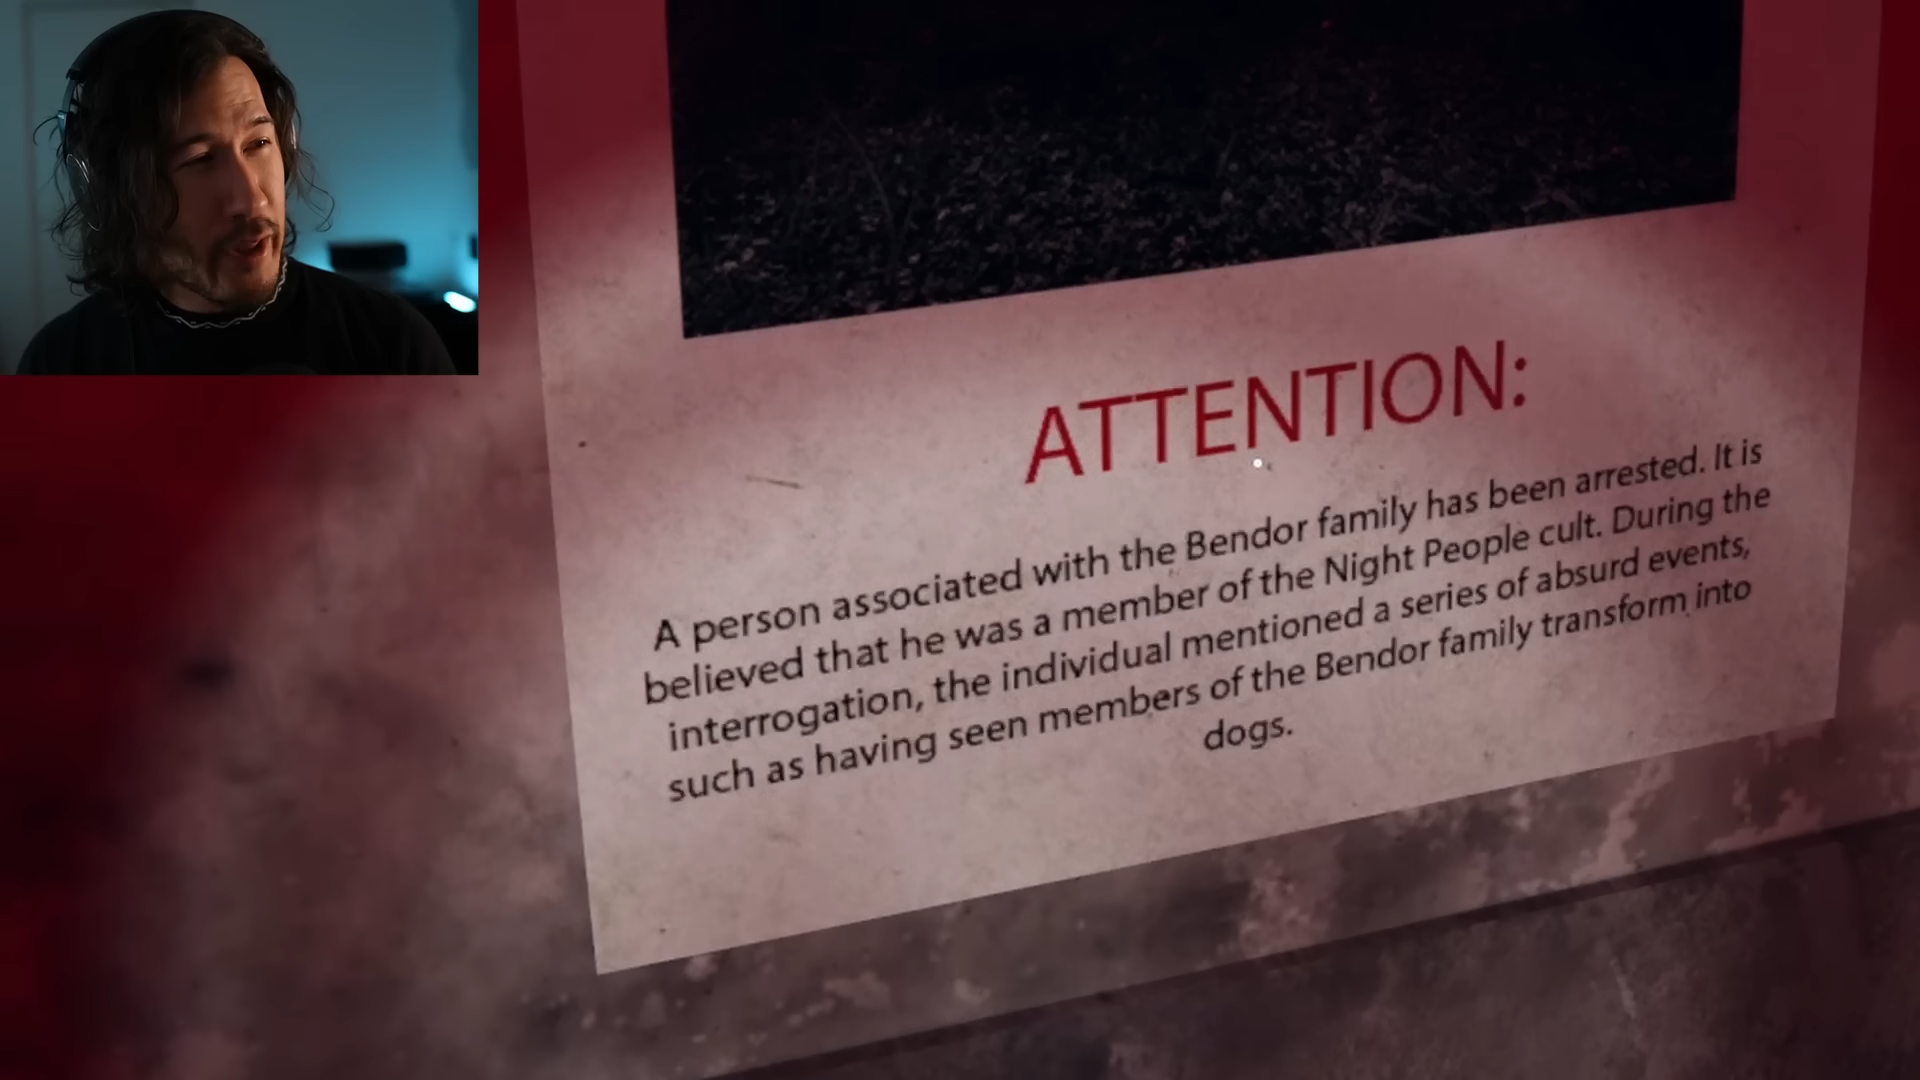 ATTENTION:
A person associated with the Bendor family has been arrested. It is
believed that he was a member of the Night People cult. During the
interrogation, the individual mentioned a series of absurd events,
such as having seen members of the Bendor family transform into
dogs.